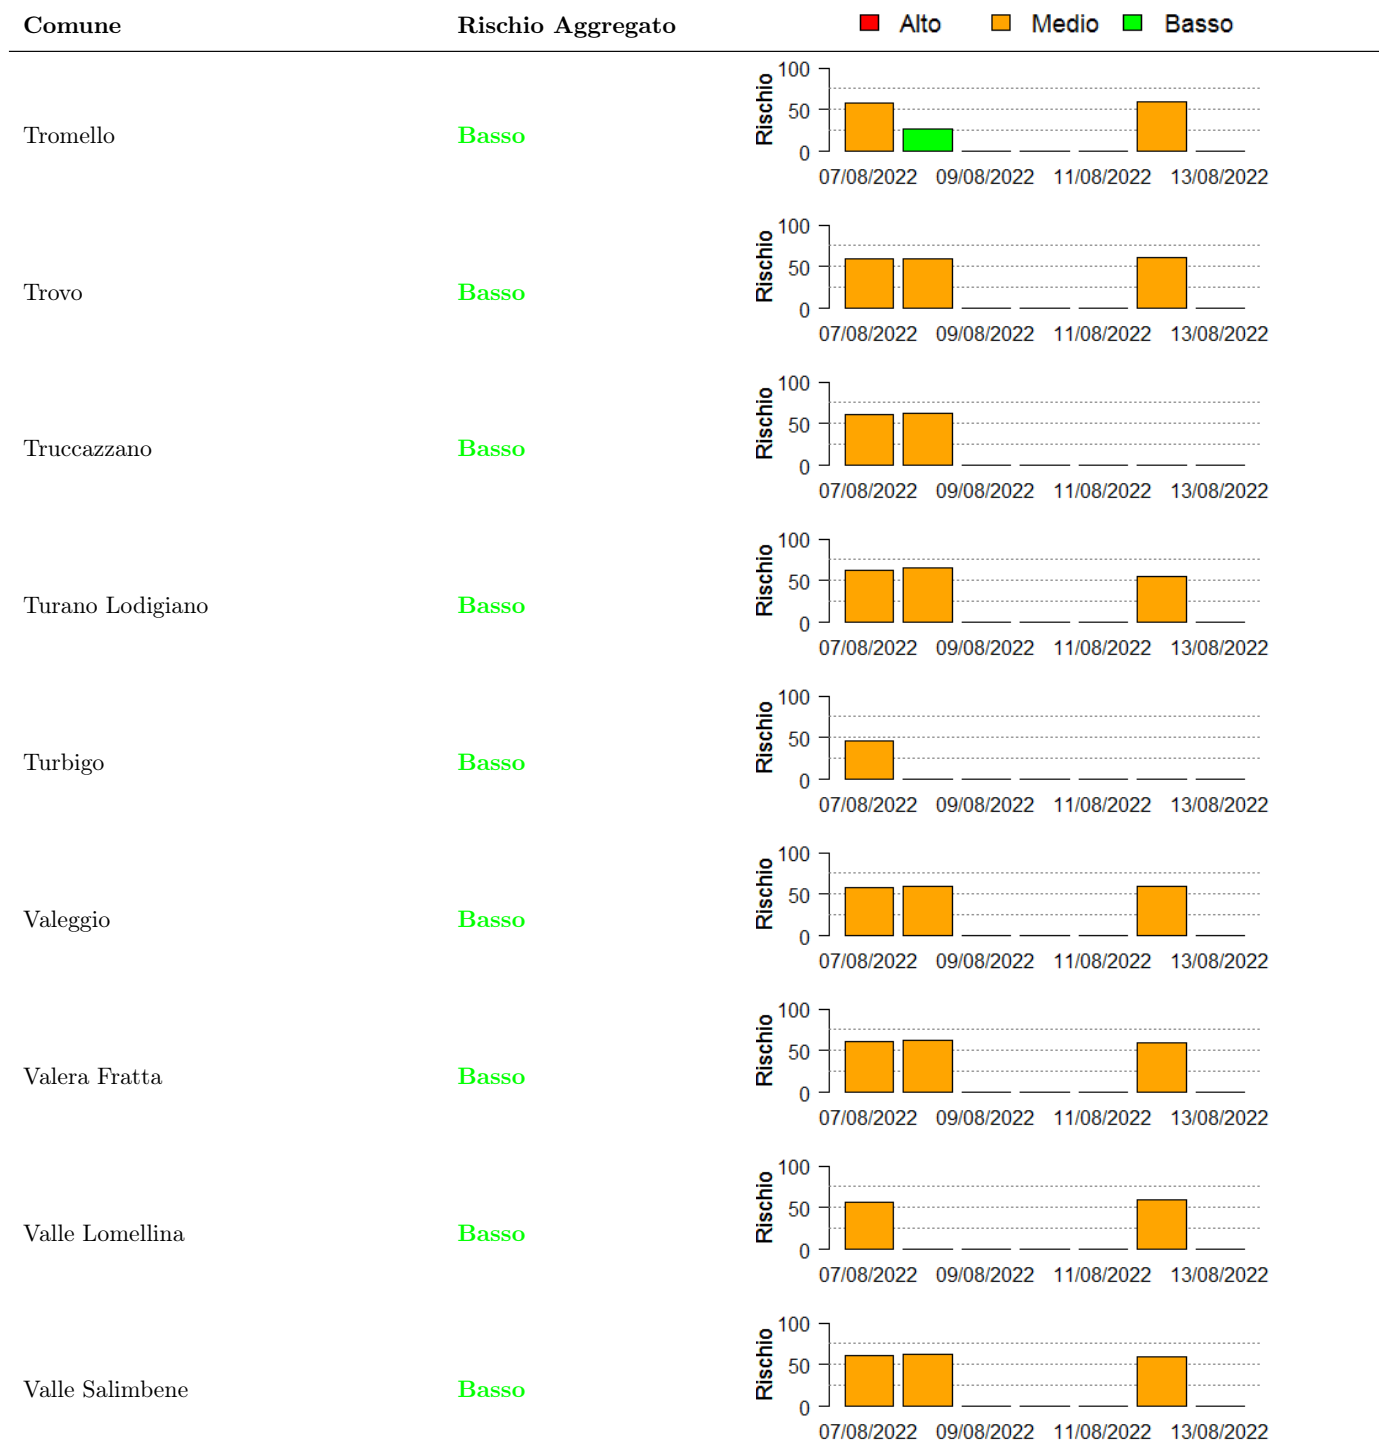 Comune Rischio Aggregato Alto Medio Basso
Tromello Basso Rischio 100 50 0
07/08/2022 09/08/2022 11/08/2022 13/08/2022
Trovo Basso Rischio 100 50 0
07/08/2022 09/08/2022 11/08/2022 13/08/2022
Truccazzano Basso Rischio 100 50 0
07/08/2022 09/08/2022 11/08/2022 13/08/2022
Turano Lodigiano Basso Rischio 100 50 0
07/08/2022 09/08/2022 11/08/2022 13/08/2022
Turbigo Basso Rischio 100 50 0
07/08/2022 09/08/2022 11/08/2022 13/08/2022
Valeggio Basso Rischio 100 50 0
07/08/2022 09/08/2022 11/08/2022 13/08/2022
Valera Fratta Basso Rischio 100 50 0
07/08/2022 09/08/2022 11/08/2022 13/08/2022
Valle Lomellina Basso Rischio 100 50 0
07/08/2022 09/08/2022 11/08/2022 13/08/2022
Valle Salimbene Basso Rischio 100 50 0
07/08/2022 09/08/2022 11/08/2022 13/08/2022